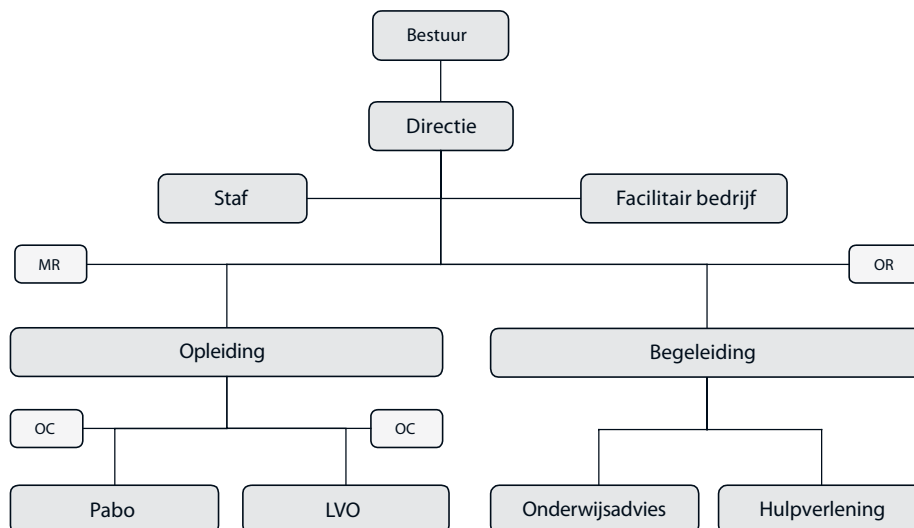 Bestuur
Directie
Staf
Facilitair bedrijf
MR
OR
Opleiding
Begeleiding
OC
OC
Pabo
LVO
Onderwijsadvies
Hulpverlening